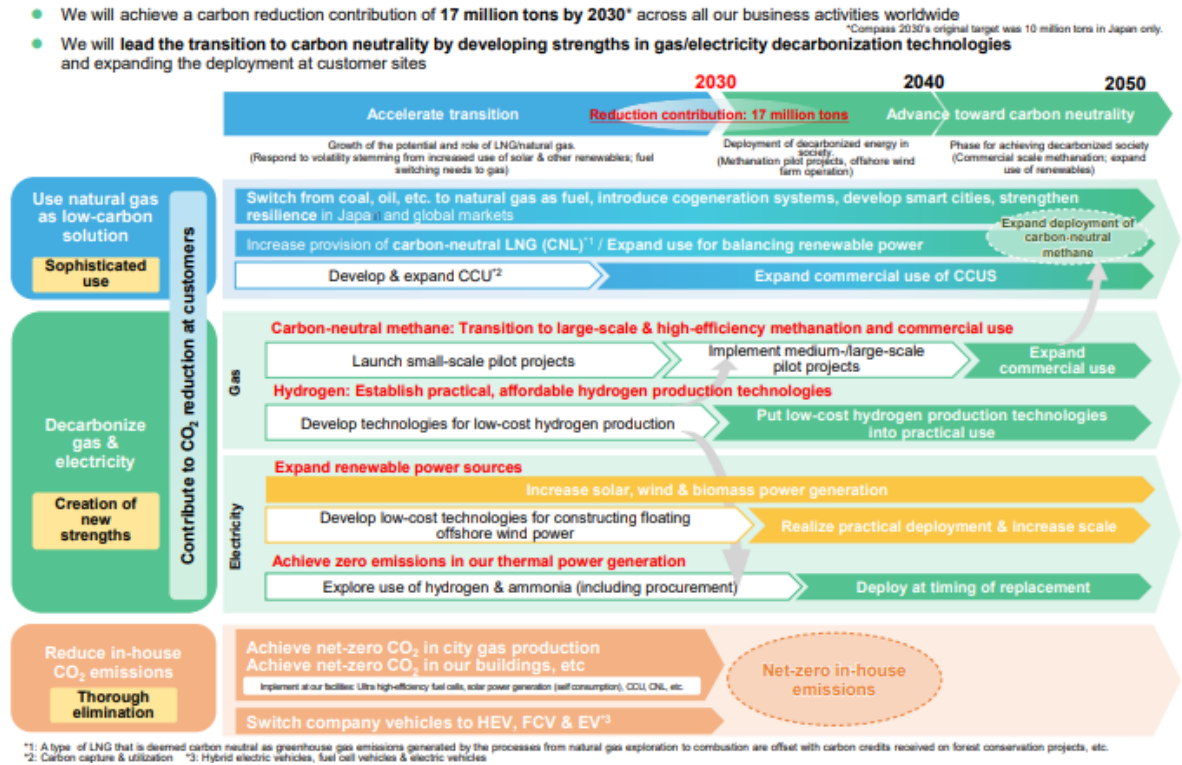 We will achieve a carbon reduction contribution of 17 million tons by 2030* across all our business activities worldwide
*Compass 2030's original target was 10 million tons in Japan only.
We will lead the transition to carbon neutrality by developing strengths in gas/electricity decarbonization technologies
and expanding the deployment at customer sites
2030
2040
2050
Accelerate transition
Reduction contribution: 17 million tons
Advance toward carbon neutrality
Growth of the potential and role of LNG/natural gas.
(Respond to volatility stemming from increased use of solar & other renewables; fuel
switching needs to gas)
Deployment of decarbonized energy in
society.
(Methanation pilot projects, offshore wind
farm operation)
Phase for achieving decarbonized society
(Commercial scale methanation; expand
use of renewables)
Use natural gas
as low-carbon
solution
Sophisticated
use
Contribute to CO2 reduction at customers
Switch from coal, oil, etc. to natural gas as fuel, introduce cogeneration systems, develop smart cities, strengthen
resilience in Japan and global markets
Increase provision of carbon-neutral LNG (CNL)*1 / Expand use for balancing renewable power
Expand deployment of
carbon-neutral
methane
Develop & expand CCU*2
Expand commercial use of CCUS
Decarbonize
gas &
electricity
Creation of
new
strengths
Gas
Carbon-neutral methane: Transition to large-scale & high-efficiency methanation and commercial use
Launch small-scale pilot projects
Implement medium-/large-scale
pilot projects
Expand
commercial use
Hydrogen: Establish practical, affordable hydrogen production technologies
Develop technologies for low-cost hydrogen production
Put low-cost hydrogen production technologies
into practical use
Electricity
Expand renewable power sources
Increase solar, wind & biomass power generation
Develop low-cost technologies for constructing floating
offshore wind power
Realize practical deployment & increase scale
Achieve zero emissions in our thermal power generation
Explore use of hydrogen & ammonia (including procurement)
Deploy at timing of replacement
Reduce in-house
CO2 emissions
Thorough
elimination
Achieve net-zero CO2 in city gas production
Achieve net-zero CO2 in our buildings, etc
Implement at our facilities: Ultra high-efficiency fuel cells, solar power generation (self consumption), CCU, CNL, etc.
Switch company vehicles to HEV, FCV & EV*3
Net-zero in-house
emissions
*1: A type of LNG that is deemed carbon neutral as greenhouse gas emissions generated by the processes from natural gas exploration to combustion are offset with carbon credits received on forest conservation projects, etc.
*2: Carbon capture & utilization *3: Hybrid electric vehicles, fuel cell vehicles & electric vehicles